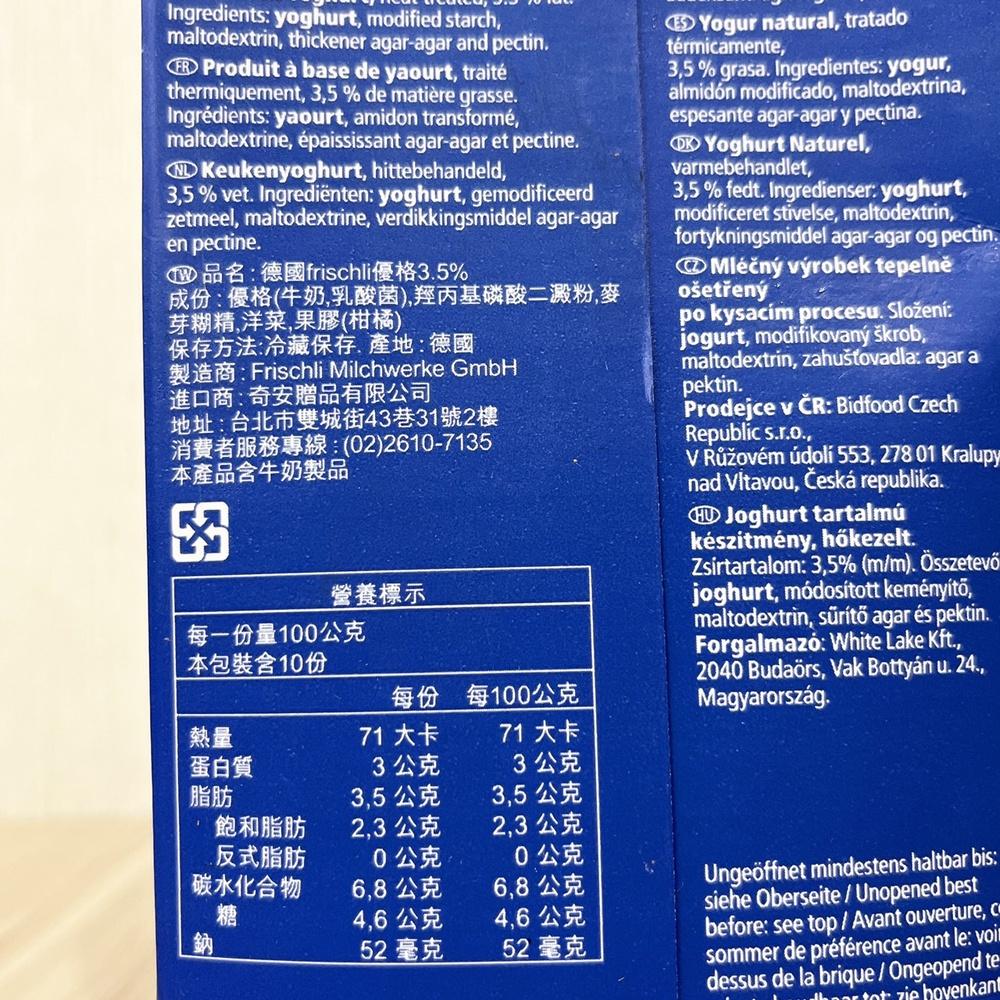 heat treated, 3.5 % fat.
Ingredients: yoghurt, modified starch,
maltodextrin, thickener agar-agar and pectin.
FR Produit à base de yaourt, traité
thermiquement, 3,5 % de matière grasse.
Ingrédients: yaourt, amidon transformé,
maltodextrine, épaississant agar-agar et pectine.
NL Keukenyoghurt, hittebehandeld,
3,5 % vet. Ingrediënten: yoghurt, gemodificeerd
zetmeel, maltodextrine, verdikkingsmiddel agar-agar
en pectine.
TW 品名:德國frischli優格3.5%
成份:優格(牛奶,乳酸菌),羥丙基磷酸二澱粉,麥
芽糊精,洋菜,果膠(柑橘)
保存方法:冷藏保存. 產地:德國
製造商:Frischli Milchwerke GmbH
進口商:奇安贈品有限公司
地址:台北市雙城街43巷31號2樓
消費者服務專線:(02)2610-7135
本產品含牛奶製品
營養標示
每一份量100公克
本包裝含10份
每份 每100公克
熱量 71 大卡 71 大卡
蛋白質 3 公克 3 公克
脂肪 3,5 公克 3,5 公克
飽和脂肪 2,3 公克 2,3 公克
反式脂肪 0 公克 0 公克
碳水化合物 6,8 公克 6,8 公克
糖 4,6 公克 4,6 公克
鈉 52 毫克 52 毫克
ES Yogur natural, tratado
térmicamente,
3,5 % grasa. Ingredientes: yogur,
almidón modificado, maltodextrina,
espesante agar-agar y pectina.
DK Yoghurt Naturel,
varmebehandlet,
3,5 % fedt. Ingredienser: yoghurt,
modificeret stivelse, maltodextrin,
fortykningsmiddel agar-agar og pectin.
CZ Mléčný výrobek tepelně
ošetřený
po kysacím procesu. Složení:
jogurt, modifikovaný škrob,
maltodextrin, zahušťovadla: agar a
pektin.
Prodejce v ČR: Bidfood Czech
Republic s.r.o.,
V Růžovém údolí 553, 278 01 Kralupy
nad Vltavou, Česká republika.
HU Joghurt tartalmú
készítmény, hőkezelt.
Zsírtartalom: 3,5% (m/m). Összetevő
joghurt, módosított keményítő,
maltodextrin, sűrítő agar és pektin.
Forgalmazó: White Lake Kft.,
2040 Budaörs, Vak Bottyán u. 24.,
Magyarország.
Ungeöffnet mindestens haltbar bis:
siehe Oberseite / Unopened best
before: see top / Avant ouverture,
sommer de préférence avant le: voir
dessus de la brique / Ongeopend te
tot: zie bovenkant